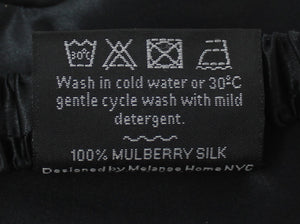 30°C
Wash in cold water or 30°C
gentle cycle wash with mild
detergent.
100% MULBERRY SILK
Designed by Melange Home NYC